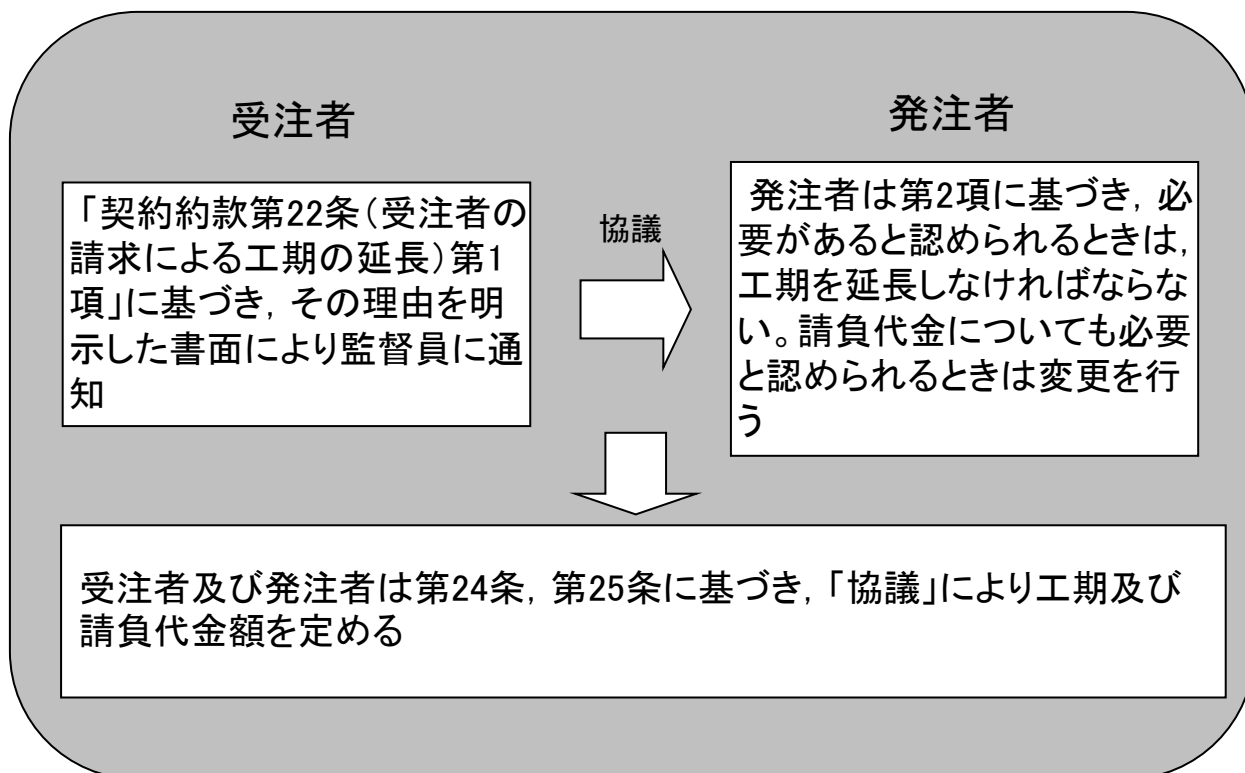 受注者
「契約約款第22条(受注者の
請求による工期の延長)第1
項」に基づき,その理由を明
示した書面により監督員に通
知
協議
発注者
発注者は第2項に基づき,必
要があると認められるときは,
工期を延長しなければならな
い。請負代金についても必要
と認められるときは変更を行
う
受注者及び発注者は第24条,第25条に基づき,「協議」により工期及び
請負代金額を定める